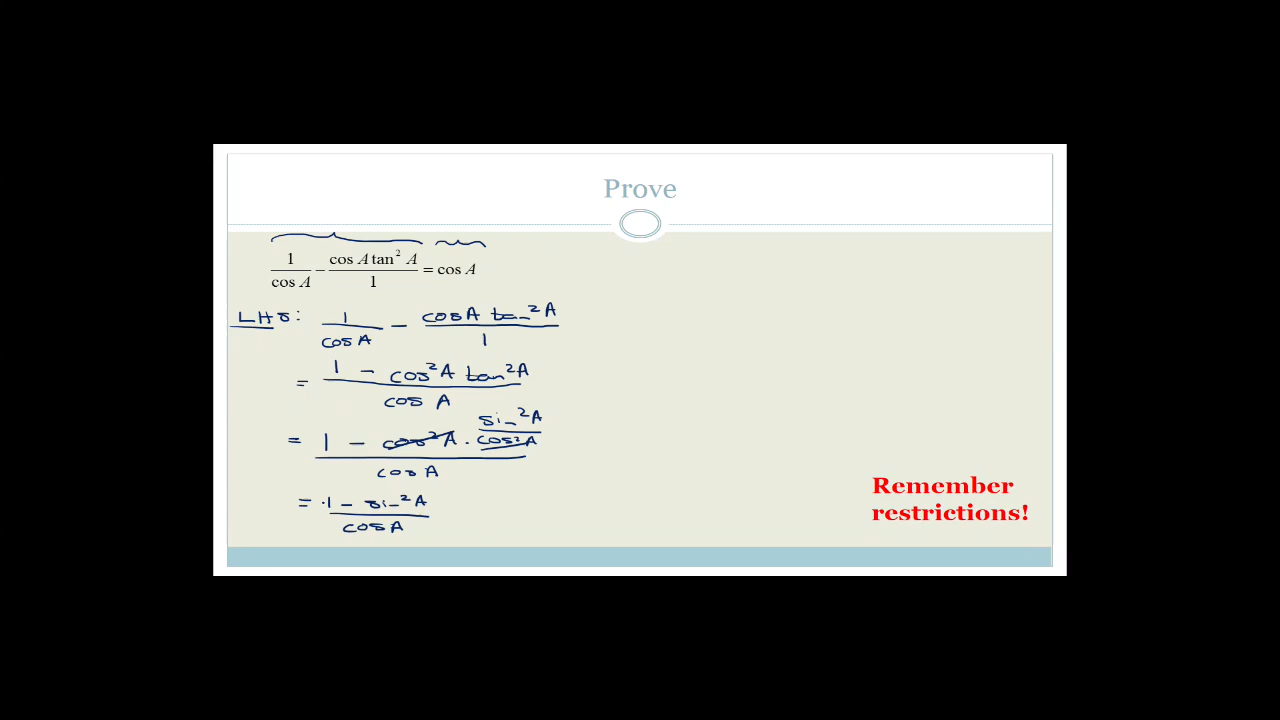 Prove
1/cos A − cos A tan² A/1 = cos A
LHS: 1/cos A − cos A tan² A/1
= (1 − cos² A tan² A)/cos A
= (1 − cos² A · sin² A/cos² A)/cos A
= (1 − sin² A)/cos A
Remember
restrictions!